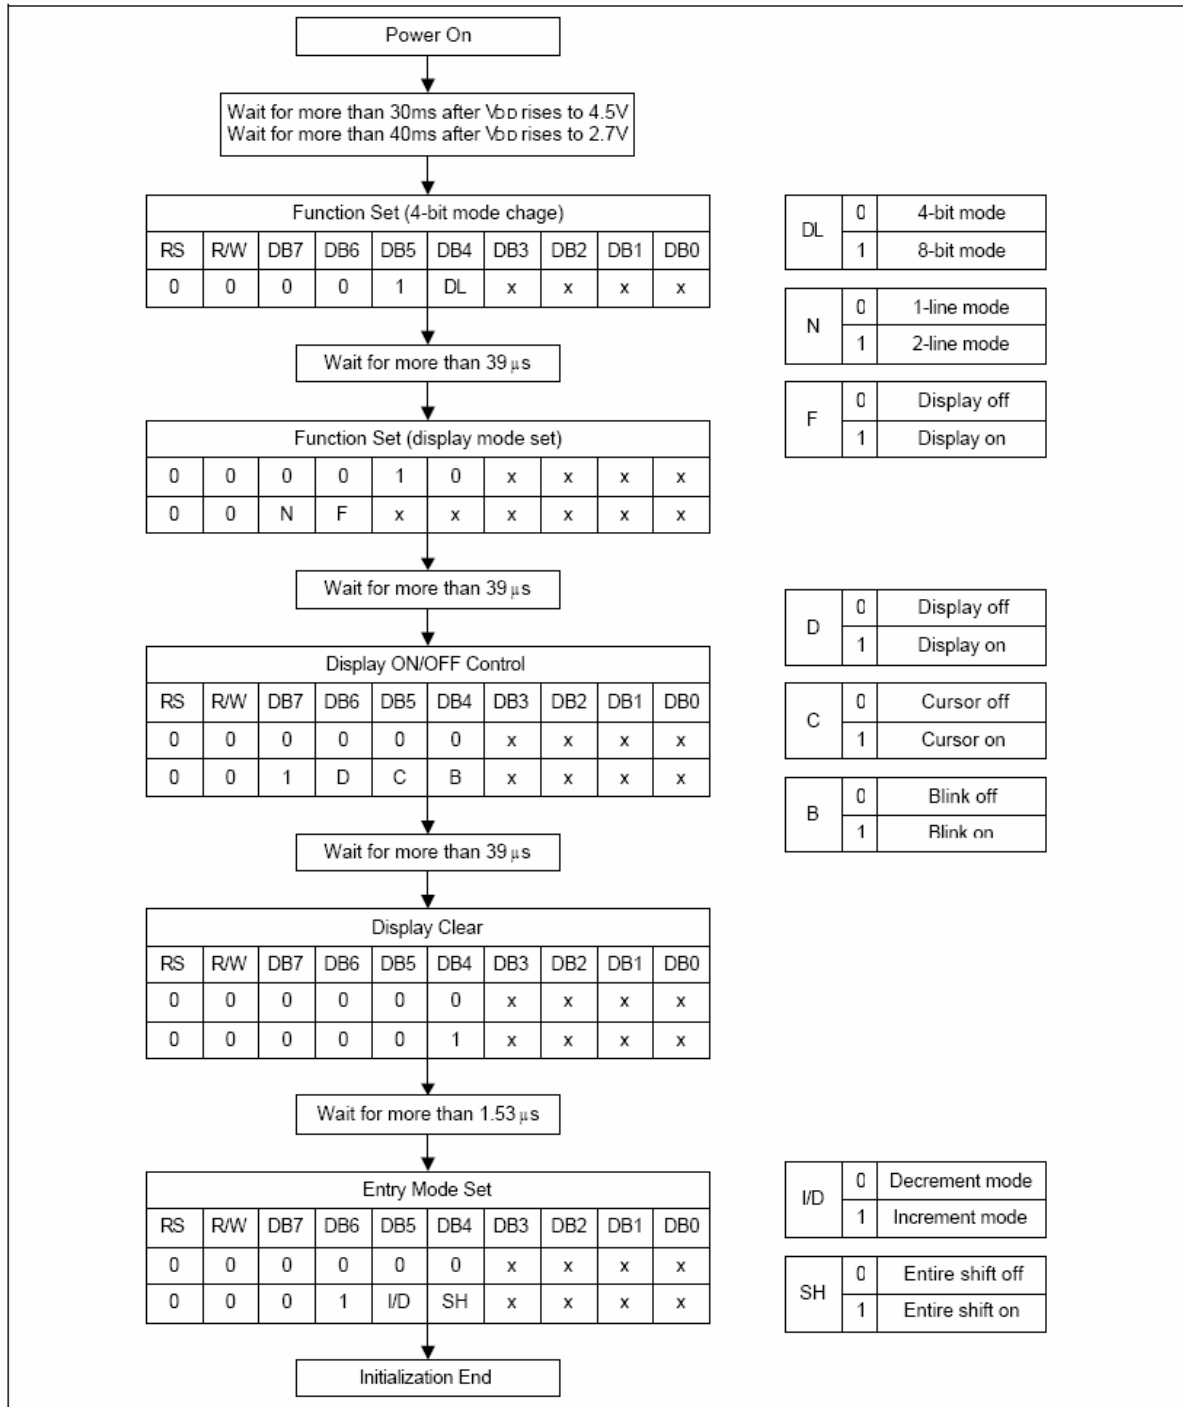 Power On
Wait for more than 30ms after VDD rises to 4.5V
Wait for more than 40ms after VDD rises to 2.7V
Function Set (4-bit mode chage)
RS R/W DB7 DB6 DB5 DB4 DB3 DB2 DB1 DB0
0 0 0 0 1 DL x x x x
DL 0 4-bit mode
1 8-bit mode
N 0 1-line mode
1 2-line mode
Wait for more than 39 μs
F 0 Display off
1 Display on
Function Set (display mode set)
0 0 0 0 1 0 x x x x
0 0 N F x x x x x x
Wait for more than 39 μs
D 0 Display off
1 Display on
Display ON/OFF Control
RS R/W DB7 DB6 DB5 DB4 DB3 DB2 DB1 DB0
0 0 0 0 0 0 x x x x
0 0 1 D C B x x x x
C 0 Cursor off
1 Cursor on
B 0 Blink off
1 Blink on
Wait for more than 39 μs
Display Clear
RS R/W DB7 DB6 DB5 DB4 DB3 DB2 DB1 DB0
0 0 0 0 0 0 x x x x
0 0 0 0 0 1 x x x x
Wait for more than 1.53 μs
Entry Mode Set
RS R/W DB7 DB6 DB5 DB4 DB3 DB2 DB1 DB0
0 0 0 0 0 0 x x x x
0 0 0 1 I/D SH x x x x
I/D 0 Decrement mode
1 Increment mode
SH 0 Entire shift off
1 Entire shift on
Initialization End